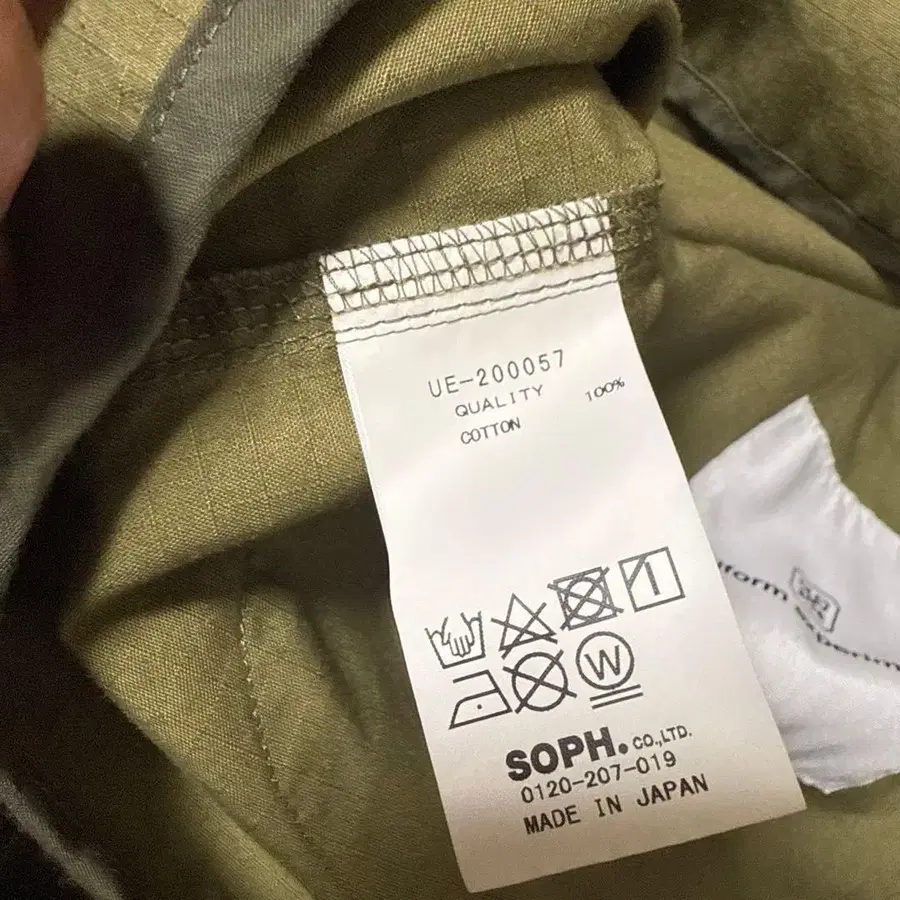 UE-200057
QUALITY
COTTON 100%
W
SOPH. CO.,LTD.
0120-207-019
MADE IN JAPAN